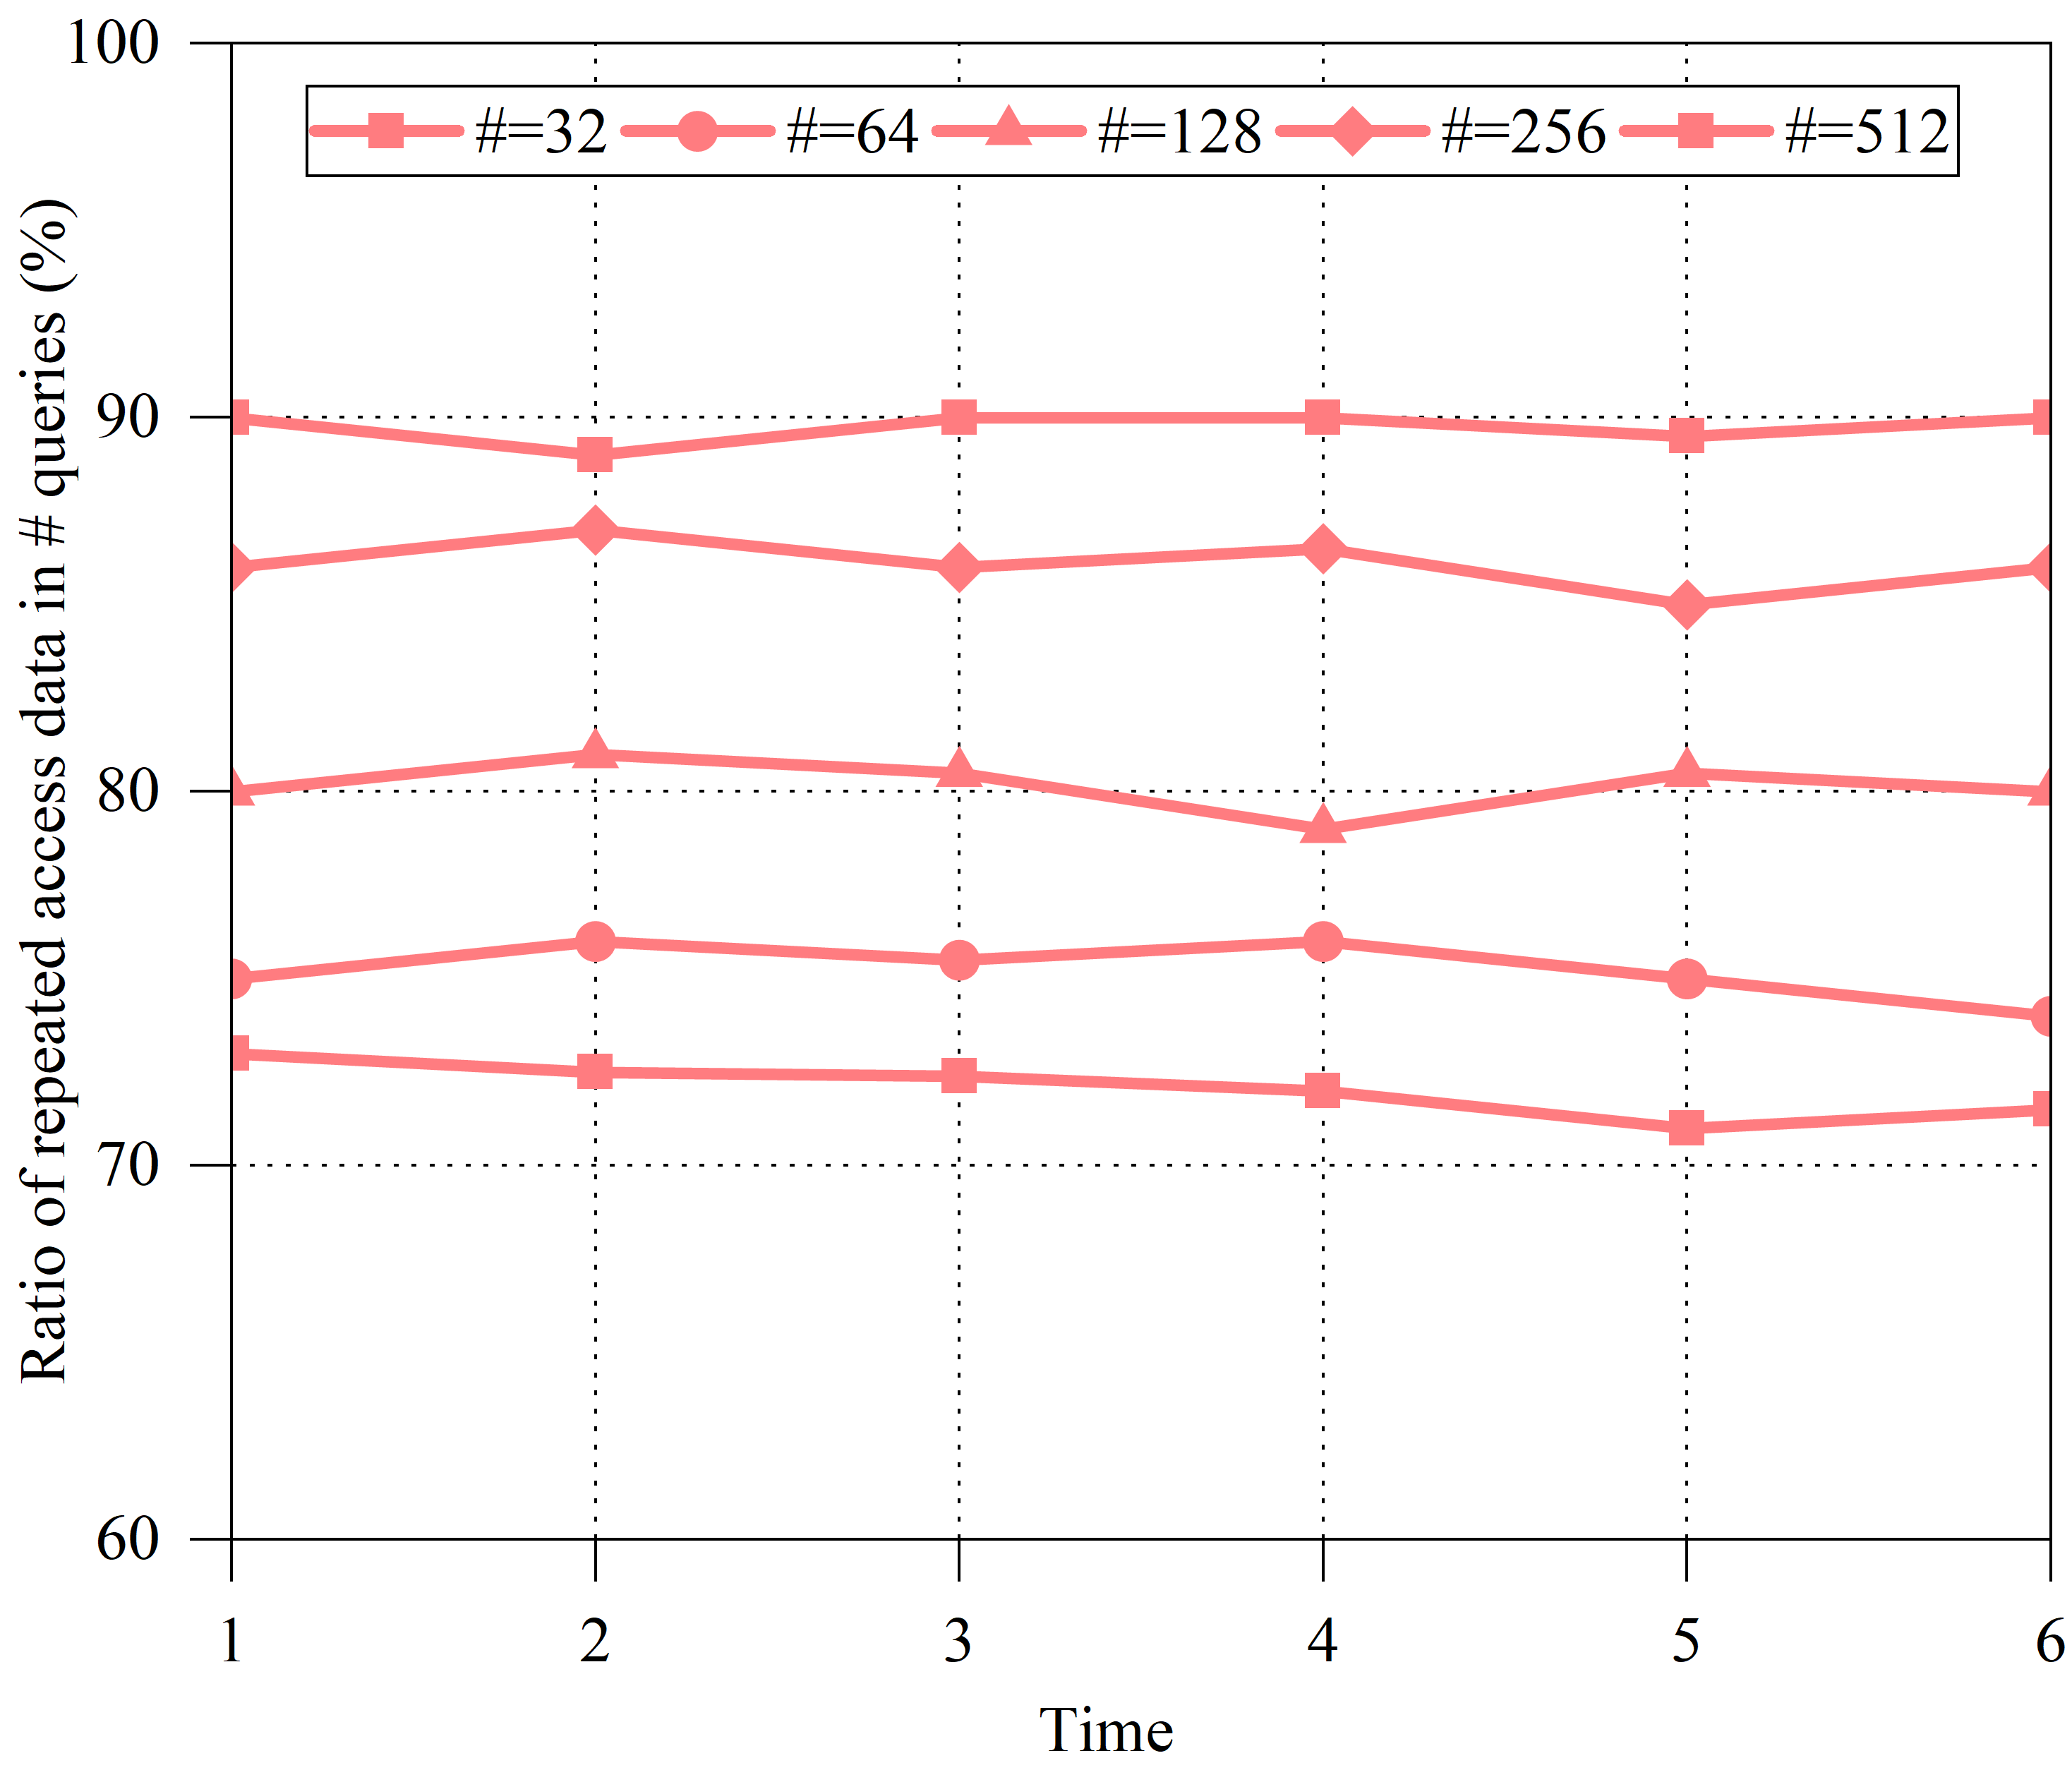 100
#=32 #=64 #=128 #=256 #=512
Ratio of repeated access data in # queries (%)
90
80
70
60
1 2 3 4 5 6
Time